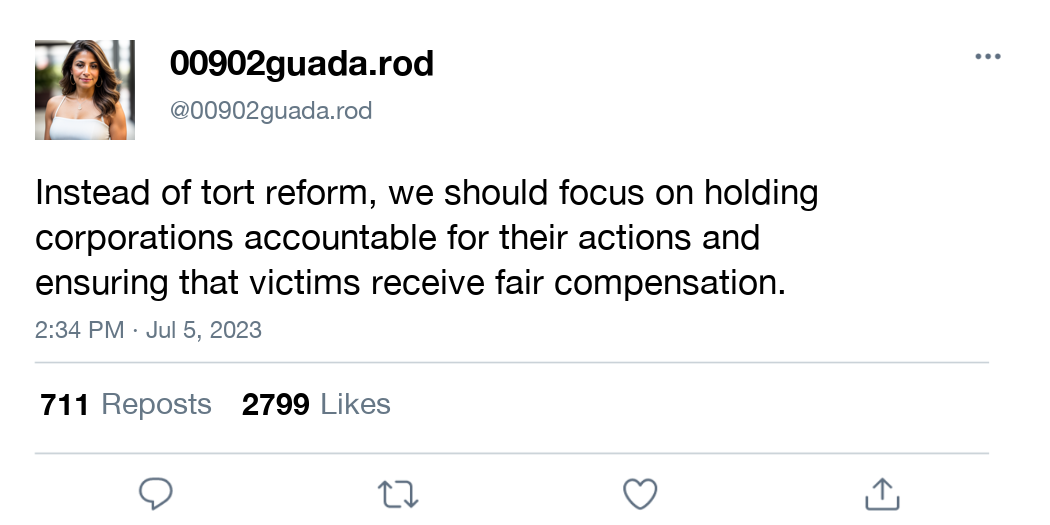 00902guada.rod
@00902guada.rod
Instead of tort reform, we should focus on holding
corporations accountable for their actions and
ensuring that victims receive fair compensation.
2:34 PM · Jul 5, 2023
711 Reposts 2799 Likes